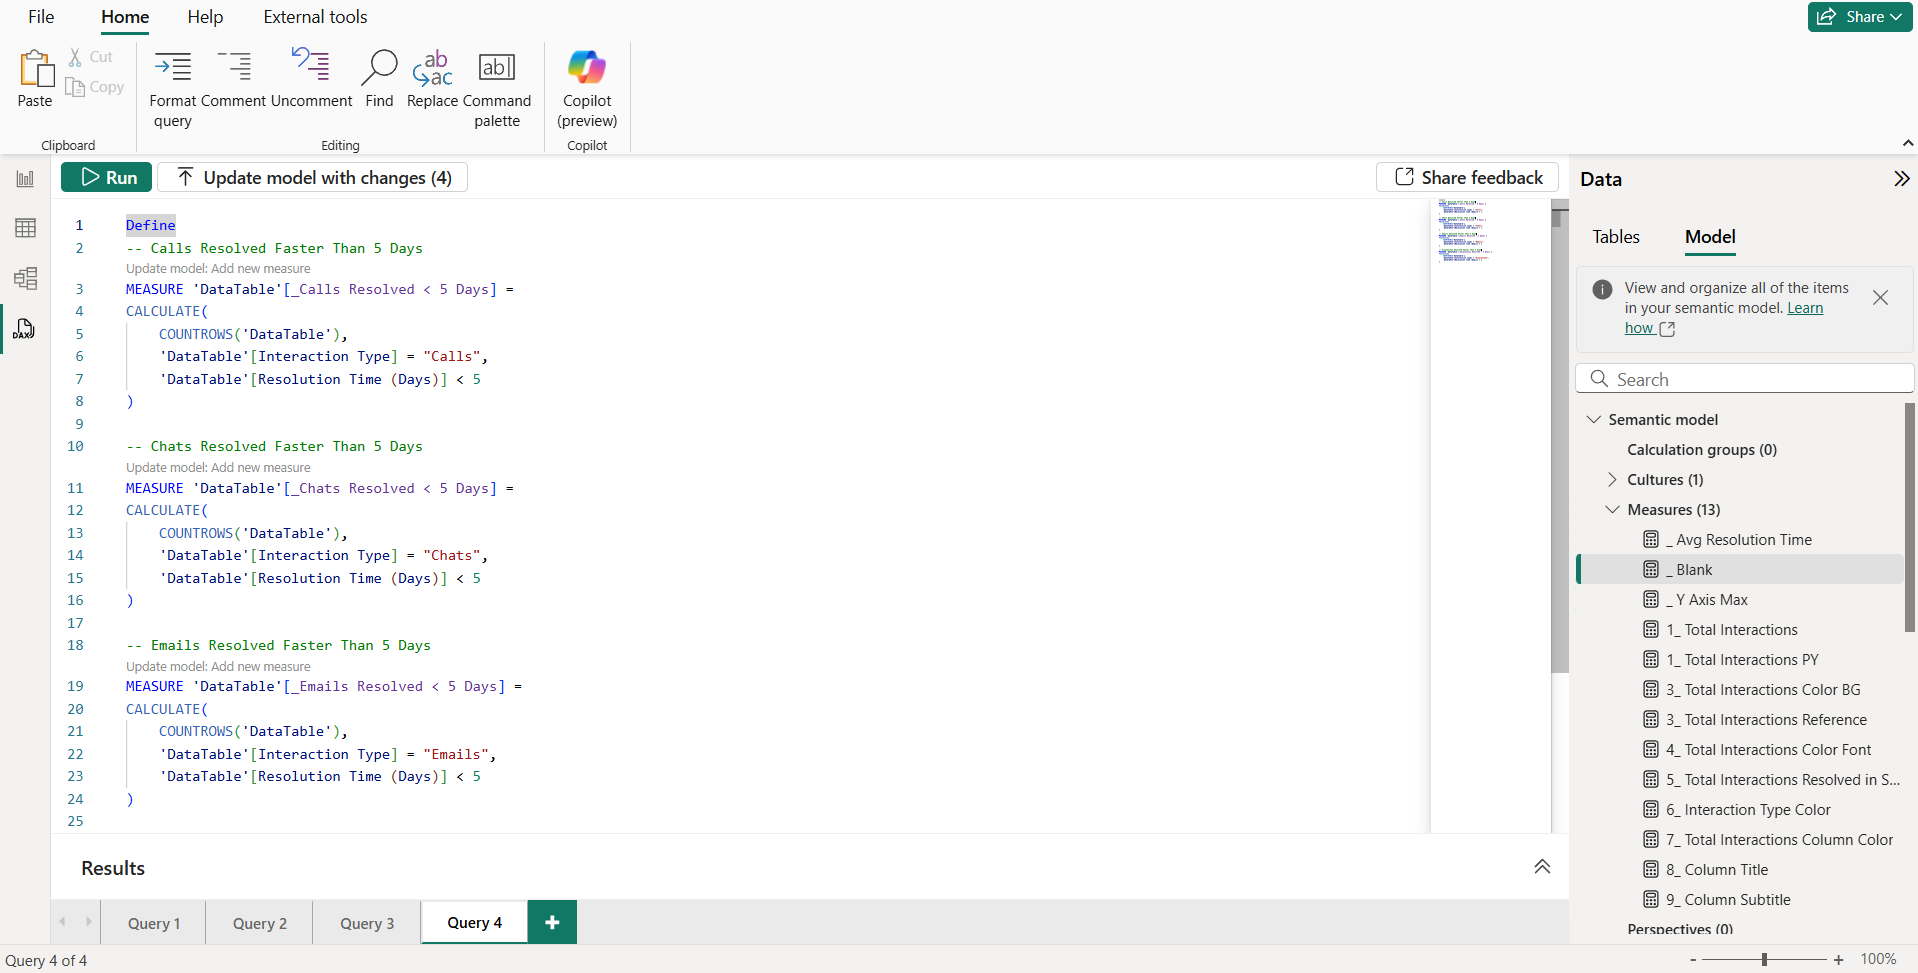 File Home Help External tools
Share
Paste
Cut
Copy
Clipboard
Format query
Comment
Uncomment
Find
Replace
Command palette
Editing
Copilot (preview)
Copilot
Run
Update model with changes (4)
Share feedback
1 Define
2 -- Calls Resolved Faster Than 5 Days
Update model: Add new measure
3 MEASURE 'DataTable'[_Calls Resolved < 5 Days] =
4 CALCULATE(
5 COUNTROWS('DataTable'),
6 'DataTable'[Interaction Type] = "Calls",
7 'DataTable'[Resolution Time (Days)] < 5
8 )
9
10 -- Chats Resolved Faster Than 5 Days
Update model: Add new measure
11 MEASURE 'DataTable'[_Chats Resolved < 5 Days] =
12 CALCULATE(
13 COUNTROWS('DataTable'),
14 'DataTable'[Interaction Type] = "Chats",
15 'DataTable'[Resolution Time (Days)] < 5
16 )
17
18 -- Emails Resolved Faster Than 5 Days
Update model: Add new measure
19 MEASURE 'DataTable'[_Emails Resolved < 5 Days] =
20 CALCULATE(
21 COUNTROWS('DataTable'),
22 'DataTable'[Interaction Type] = "Emails",
23 'DataTable'[Resolution Time (Days)] < 5
24 )
25
Results
Query 1 Query 2 Query 3 Query 4 +
Query 4 of 4
Data
Tables Model
View and organize all of the items
in your semantic model. Learn
how
Search
Semantic model
Calculation groups (0)
Cultures (1)
Measures (13)
_ Avg Resolution Time
_ Blank
_ Y Axis Max
1_ Total Interactions
1_ Total Interactions PY
3_ Total Interactions Color BG
3_ Total Interactions Reference
4_ Total Interactions Color Font
5_ Total Interactions Resolved in S...
6_ Interaction Type Color
7_ Total Interactions Column Color
8_ Column Title
9_ Column Subtitle
Perspectives (0)
- + 100%
DAX